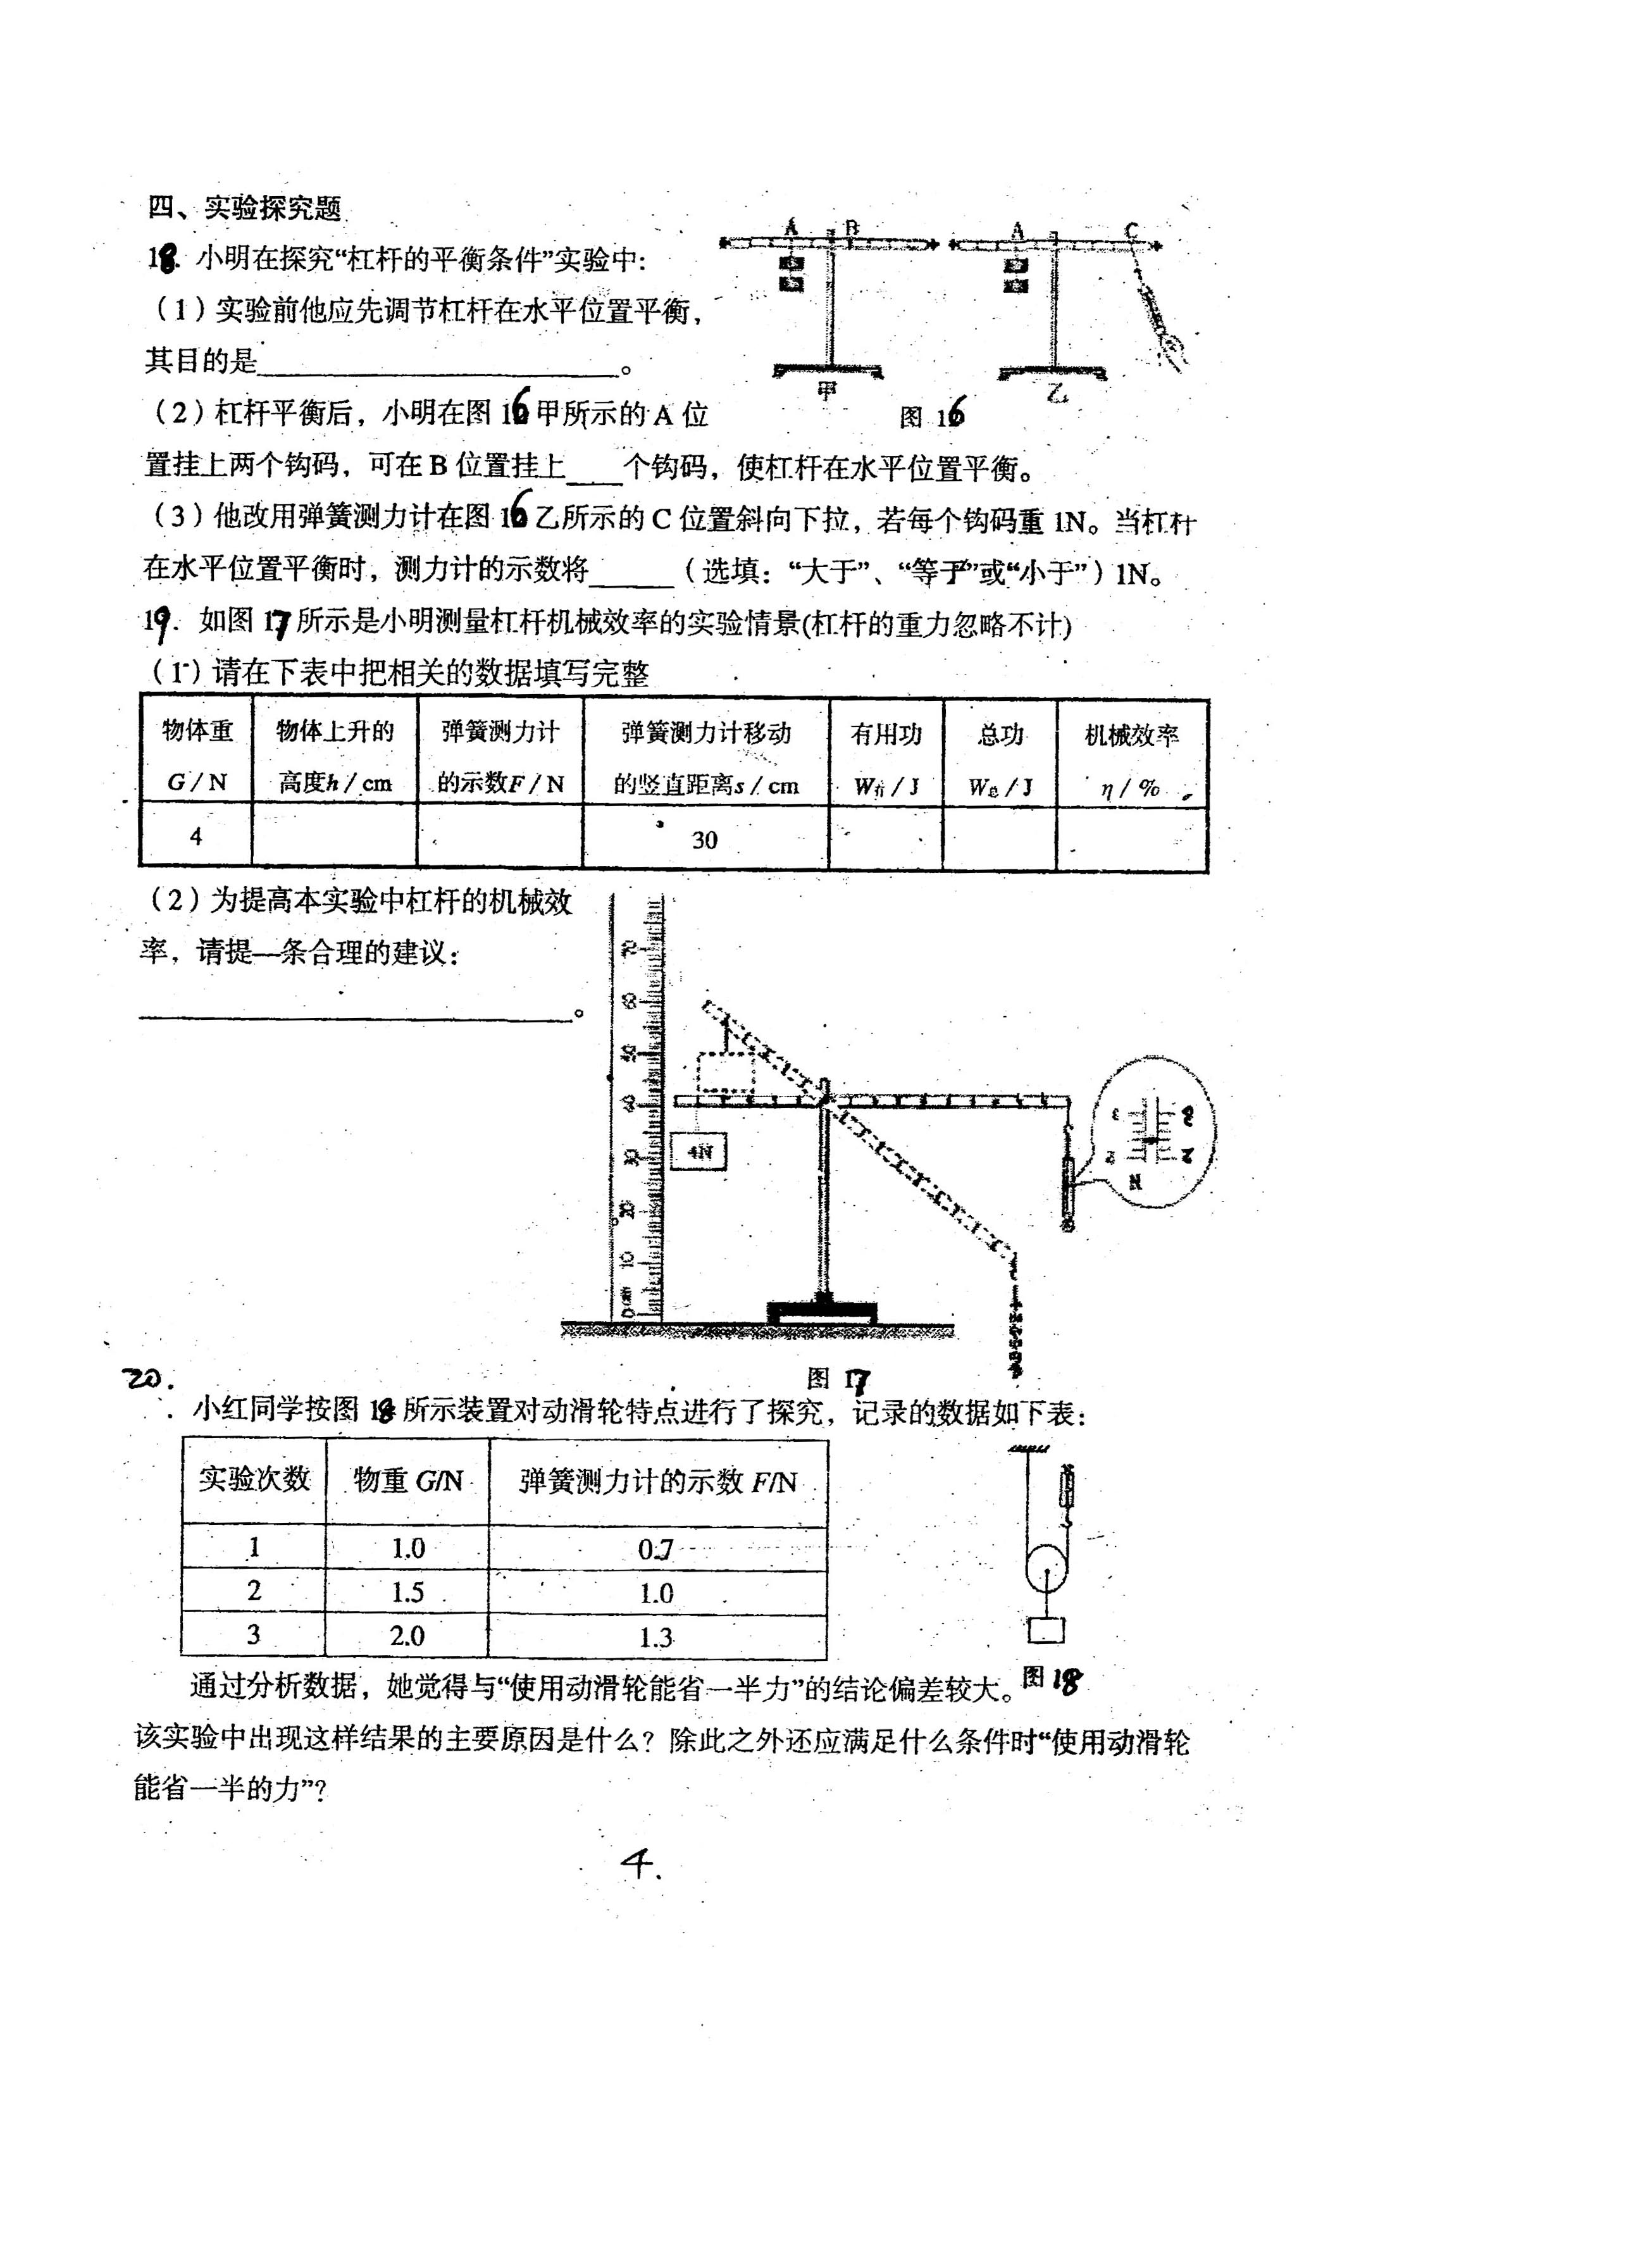 四、实验探究题
18. 小明在探究“杠杆的平衡条件”实验中:
(1)实验前他应先调节杠杆在水平位置平衡,
其目的是__________________________。
(2)杠杆平衡后,小明在图 16 甲所示的 A 位
置挂上两个钩码,可在 B 位置挂上____个钩码,使杠杆在水平位置平衡。
(3)他改用弹簧测力计在图 16 乙所示的 C 位置斜向下拉,若每个钩码重 1N。当杠杆
在水平位置平衡时,测力计的示数将______(选填:“大于”、“等于”或“小于”)1N。
A B A C
甲 乙
图 16
19. 如图 17 所示是小明测量杠杆机械效率的实验情景(杠杆的重力忽略不计)
(1)请在下表中把相关的数据填写完整
物体重 G/N 物体上升的高度h/cm 弹簧测力计的示数F/N 弹簧测力计移动的竖直距离s/cm 有用功 W有/J 总功 W总/J 机械效率 η/%
4 30
(2)为提高本实验中杠杆的机械效
率,请提一条合理的建议:
_______________________________。
70
4N
N
20
10
0 cm
图 17
20.
小红同学按图 18 所示装置对动滑轮特点进行了探究,记录的数据如下表:
实验次数 物重 G/N 弹簧测力计的示数 F/N
1 1.0 0.7
2 1.5 1.0
3 2.0 1.3
图 18
通过分析数据,她觉得与“使用动滑轮能省一半力”的结论偏差较大。
该实验中出现这样结果的主要原因是什么?除此之外还应满足什么条件时“使用动滑轮
能省一半的力”?
4.